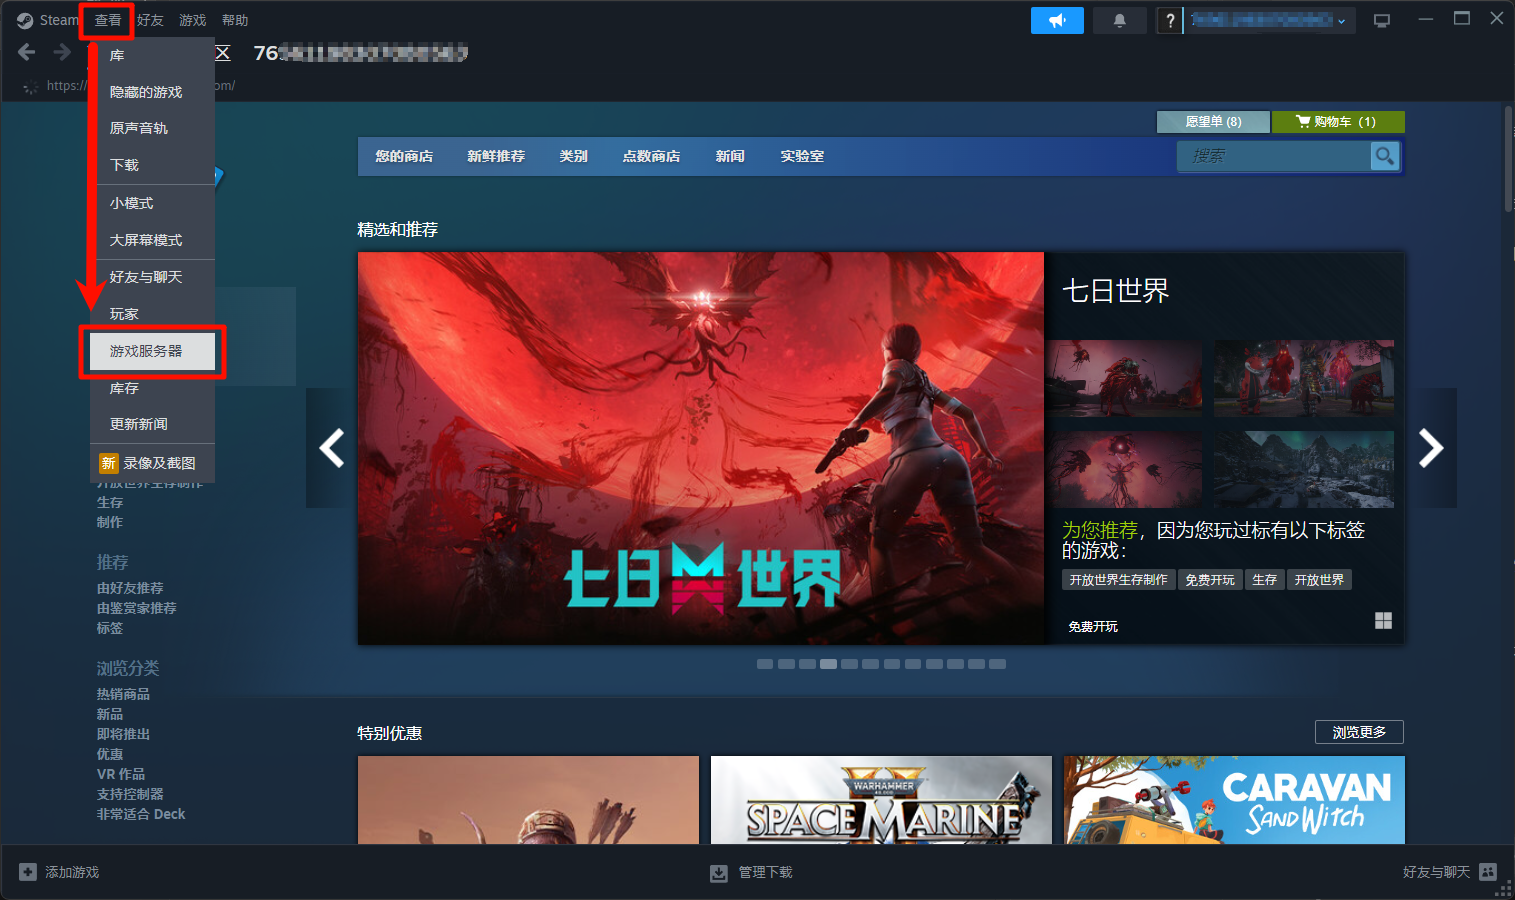 Steam 查看 好友 游戏 帮助
?
区
https://
om/
库
隐藏的游戏
原声音轨
下载
小模式
大屏幕模式
好友与聊天
玩家
游戏服务器
库存
更新新闻
新 录像及截图
开放世界生存制作
生存
制作
推荐
由好友推荐
由鉴赏家推荐
标签
浏览分类
热销商品
新品
即将推出
优惠
VR 作品
支持控制器
非常适合 Deck
愿望单 (8)
购物车 (1)
您的商店 新鲜推荐 类别 点数商店 新闻 实验室
搜索
精选和推荐
七日世界
七日世界
为您推荐，因为您玩过标有以下标签
的游戏：
开放世界生存制作 免费开玩 生存 开放世界
免费开玩
特别优惠
浏览更多
WARHAMMER
40,000
SPACE MARINE
CARAVAN
SANDWITCH
添加游戏
管理下载
好友与聊天